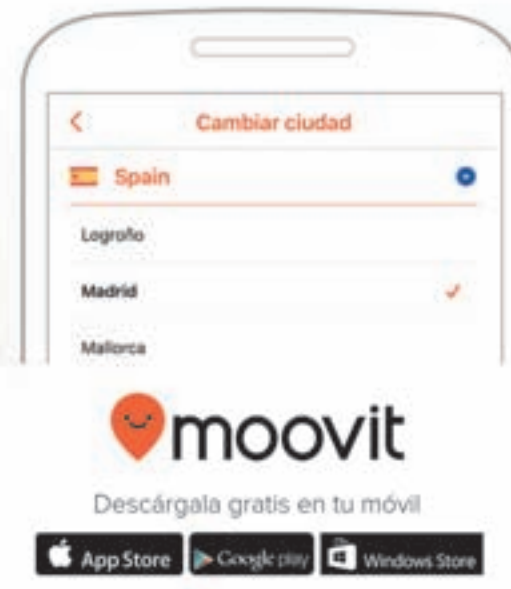 Cambiar ciudad
Spain
Logroño
Madrid
Mallorca
moovit
Descárgala gratis en tu móvil
App Store Google play Windows Store